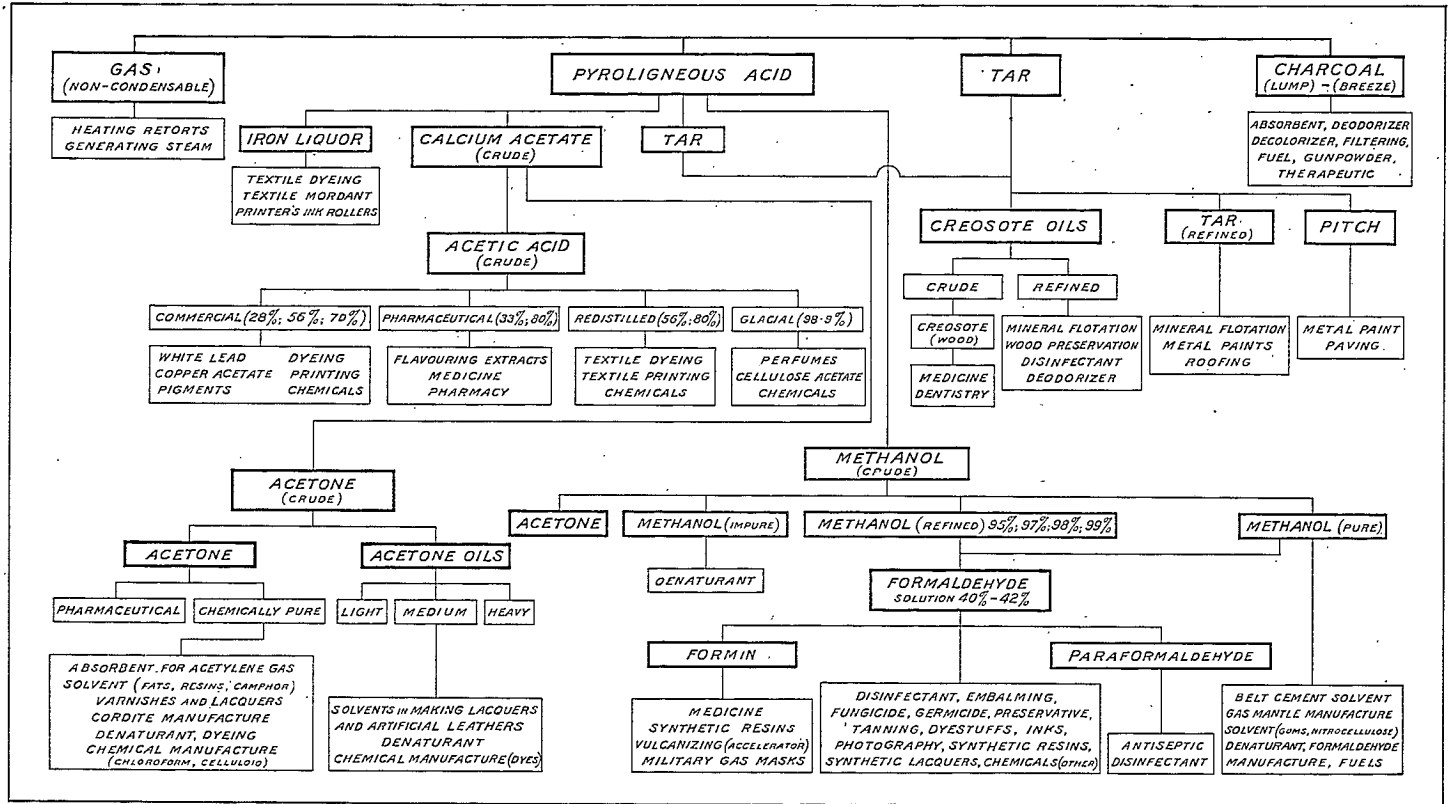 GAS
(NON-CONDENSABLE)
HEATING RETORTS
GENERATING STEAM
PYROLIGNEOUS ACID
TAR
CHARCOAL
(LUMP) - (BREEZE)
ABSORBENT, DEODORIZER
DECOLORIZER, FILTERING,
FUEL, GUNPOWDER,
THERAPEUTIC
IRON LIQUOR
TEXTILE DYEING
TEXTILE MORDANT
PRINTER'S INK ROLLERS
CALCIUM ACETATE
(CRUDE)
TAR
ACETIC ACID
(CRUDE)
COMMERCIAL (28%; 56%; 70%)
WHITE LEAD DYEING
COPPER ACETATE PRINTING
PIGMENTS CHEMICALS
PHARMACEUTICAL (33%; 80%)
FLAVOURING EXTRACTS
MEDICINE
PHARMACY
REDISTILLED (56%; 80%)
TEXTILE DYEING
TEXTILE PRINTING
CHEMICALS
GLACIAL (98·9%)
PERFUMES
CELLULOSE ACETATE
CHEMICALS
CREOSOTE OILS
CRUDE
CREOSOTE
(WOOD)
MEDICINE
DENTISTRY
REFINED
MINERAL FLOTATION
WOOD PRESERVATION
DISINFECTANT
DEODORIZER
TAR
(REFINED)
MINERAL FLOTATION
METAL PAINTS
ROOFING
PITCH
METAL PAINT
PAVING
ACETONE
(CRUDE)
ACETONE
PHARMACEUTICAL
CHEMICALLY PURE
ABSORBENT FOR ACETYLENE GAS
SOLVENT (FATS, RESINS, CAMPHOR)
VARNISHES AND LACQUERS
CORDITE MANUFACTURE
DENATURANT, DYEING
CHEMICAL MANUFACTURE
(CHLOROFORM, CELLULOID)
ACETONE OILS
LIGHT
MEDIUM
HEAVY
SOLVENTS IN MAKING LACQUERS
AND ARTIFICIAL LEATHERS
DENATURANT
CHEMICAL MANUFACTURE (DYES)
METHANOL
(CRUDE)
ACETONE
METHANOL (IMPURE)
DENATURANT
METHANOL (REFINED) 95%; 97%; 98%; 99%
METHANOL (PURE)
FORMALDEHYDE
SOLUTION 40%-42%
FORMIN
MEDICINE
SYNTHETIC RESINS
VULCANIZING (ACCELERATOR)
MILITARY GAS MASKS
DISINFECTANT, EMBALMING,
FUNGICIDE, GERMICIDE, PRESERVATIVE,
TANNING, DYESTUFFS, INKS,
PHOTOGRAPHY, SYNTHETIC RESINS,
SYNTHETIC LACQUERS, CHEMICALS (OTHER)
PARAFORMALDEHYDE
ANTISEPTIC
DISINFECTANT
BELT CEMENT SOLVENT
GAS MANTLE MANUFACTURE
SOLVENT (GUMS, NITROCELLULOSE)
DENATURANT, FORMALDEHYDE
MANUFACTURE, FUELS